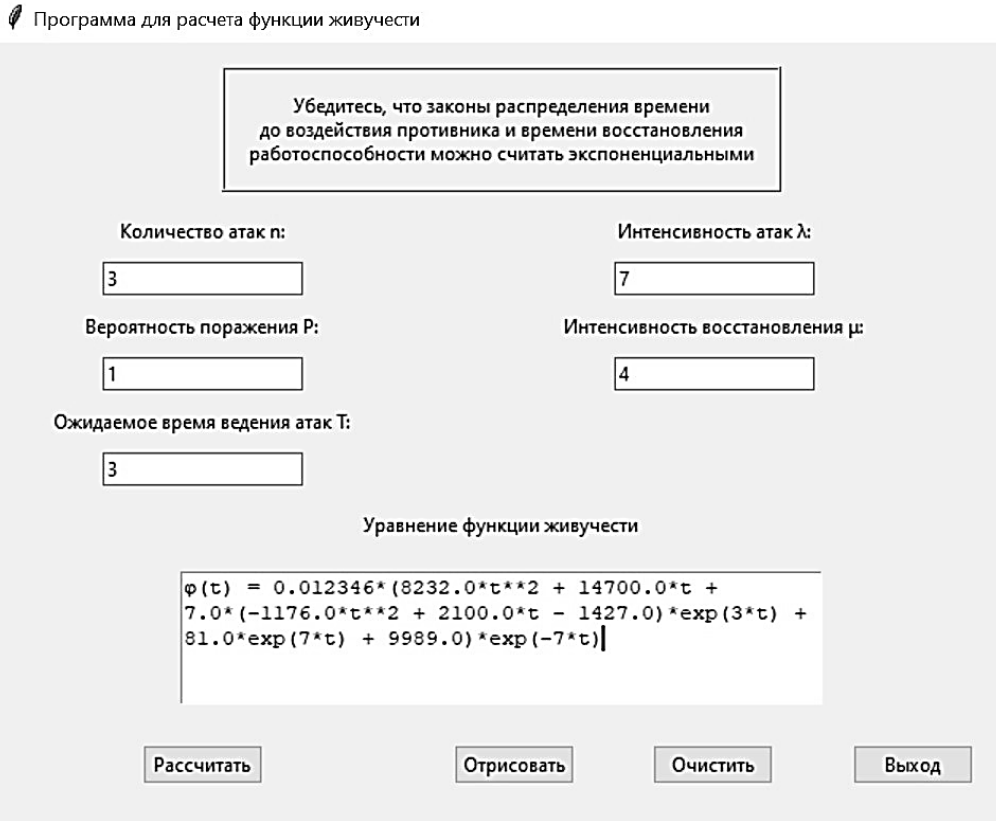 Программа для расчета функции живучести
Убедитесь, что законы распределения времени
до воздействия противника и времени восстановления
работоспособности можно считать экспоненциальными
Количество атак n:
Интенсивность атак λ:
3
7
Вероятность поражения P:
Интенсивность восстановления μ:
1
4
Ожидаемое время ведения атак T:
3
Уравнение функции живучести
φ(t) = 0.012346*(8232.0*t**2 + 14700.0*t +
7.0*(-1176.0*t**2 + 2100.0*t - 1427.0)*exp(3*t) +
81.0*exp(7*t) + 9989.0)*exp(-7*t)
Рассчитать
Отрисовать
Очистить
Выход